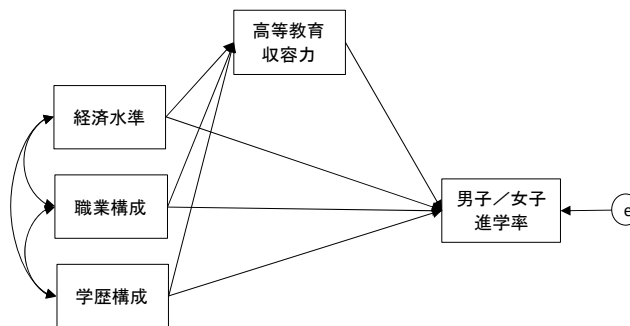 高等教育
収容力
経済水準
職業構成
男子／女子
進学率
e
学歴構成